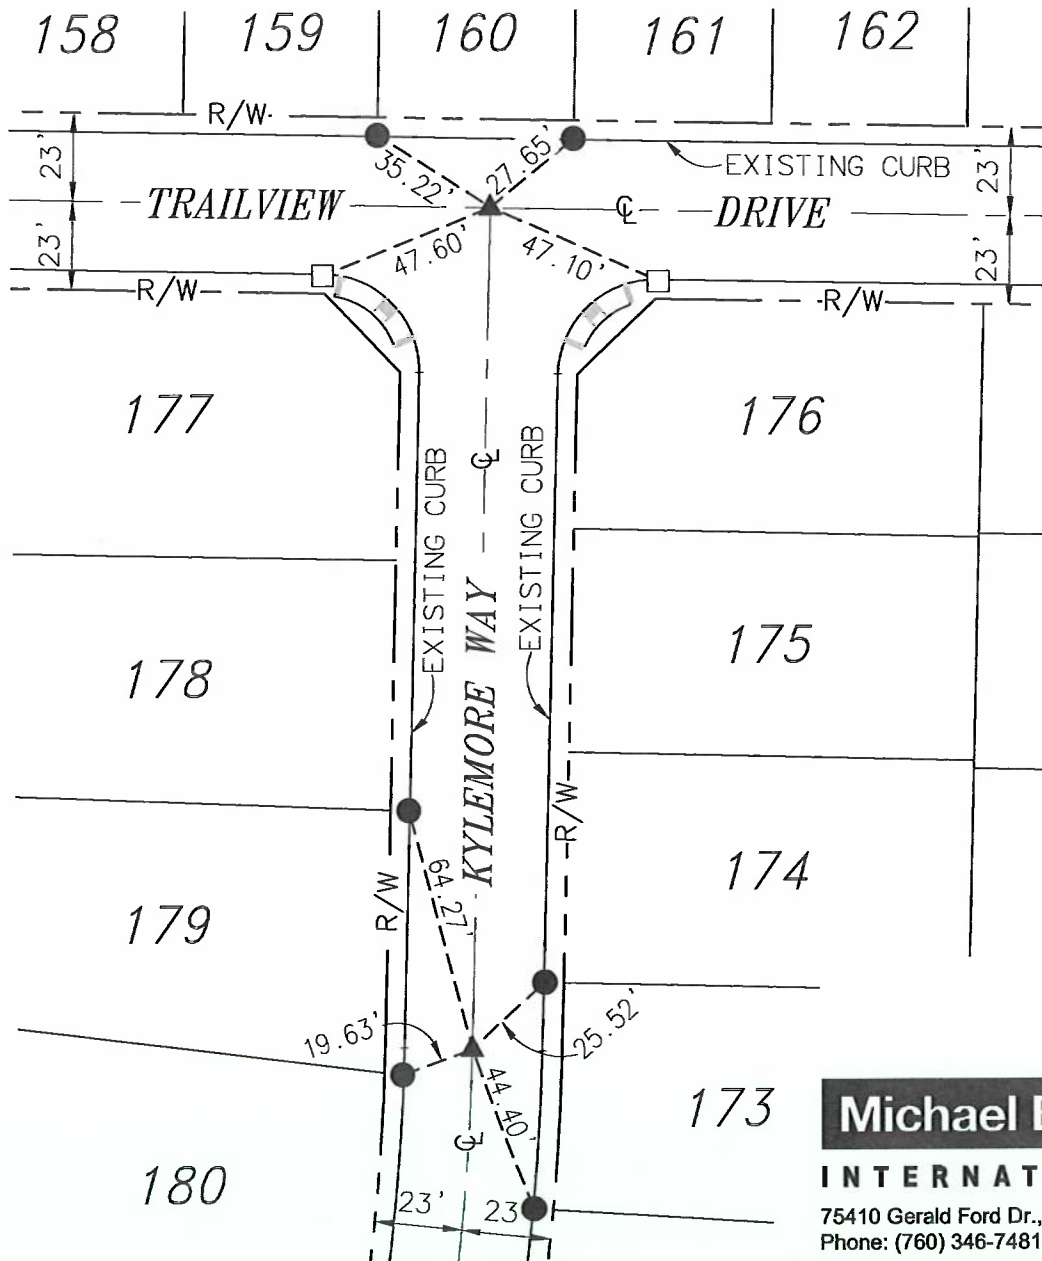 158 159 160 161 162
R/W
23' 35.22' 27.65' EXISTING CURB 23'
TRAILVIEW ℄ DRIVE
23' 47.60' 47.10' 23'
R/W R/W
177 176
℄
EXISTING CURB EXISTING CURB
KYLEMORE WAY
178 175
R/W
174
64.27'
R/W
179
19.63' 25.52'
44.40'
173
℄
180
23' 23
Michael
INTERNAT
75410 Gerald Ford Dr.,
Phone: (760) 346-7481